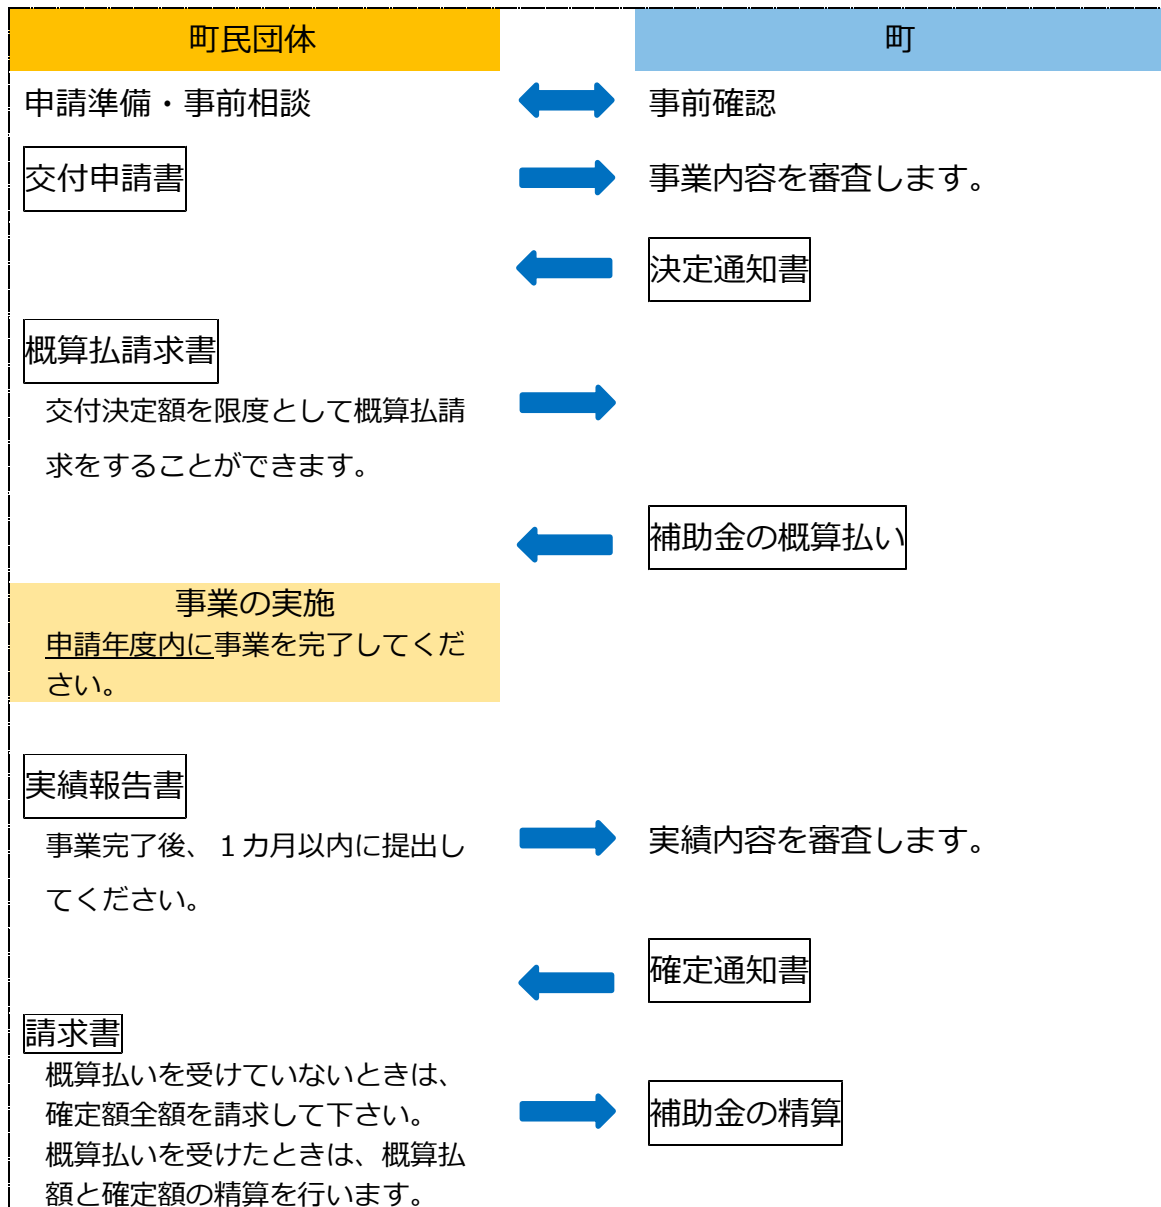 町民団体
町
申請準備・事前相談
事前確認
交付申請書
事業内容を審査します。
決定通知書
概算払請求書
交付決定額を限度として概算払請
求をすることができます。
補助金の概算払い
事業の実施
申請年度内に事業を完了してくだ
さい。
実績報告書
事業完了後、１カ月以内に提出し
てください。
実績内容を審査します。
確定通知書
請求書
概算払いを受けていないときは、
確定額全額を請求して下さい。
概算払いを受けたときは、概算払
額と確定額の精算を行います。
補助金の精算